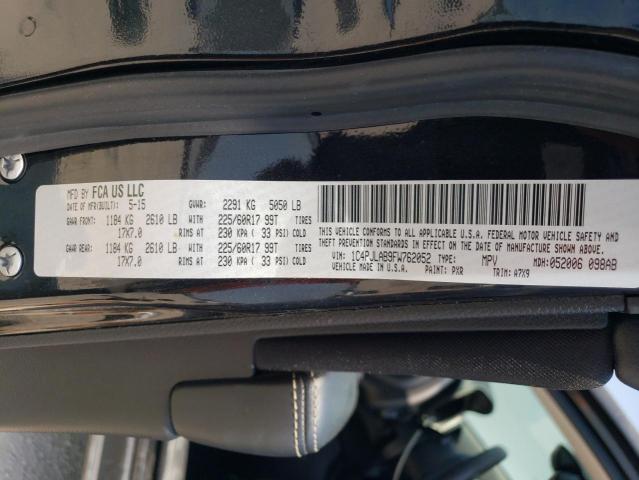 MFD BY FCA US LLC
DATE OF MFR(BUILT): 5-15 GVWR: 2291 KG 5050 LB
GAWR FRONT: 1184 KG 2610 LB WITH 225/60R17 99T TIRES
17X7.0 RIMS AT 230 KPA ( 33 PSI) COLD
GAWR REAR: 1184 KG 2610 LB WITH 225/60R17 99T TIRES
17X7.0 RIMS AT 230 KPA ( 33 PSI) COLD
THIS VEHICLE CONFORMS TO ALL APPLICABLE U.S.A. FEDERAL MOTOR VEHICLE SAFETY AND
THEFT PREVENTION STANDARDS IN EFFECT ON THE DATE OF MANUFACTURE SHOWN ABOVE.
VIN: 1C4PJLAB9FW762052 TYPE: MPV MDH: 052006 098AB
VEHICLE MADE IN U.S.A. PAINT: PXR TRIM: A7X9